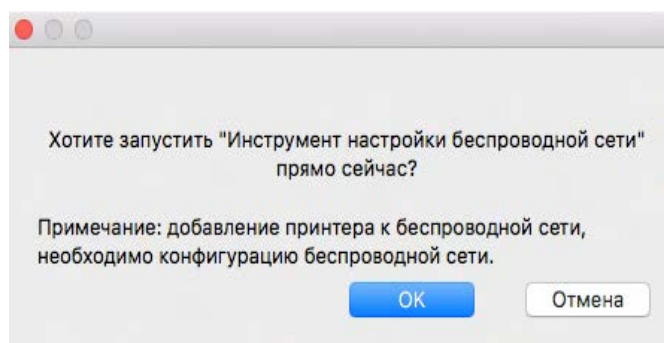 Хотите запустить "Инструмент настройки беспроводной сети"
прямо сейчас?
Примечание: добавление принтера к беспроводной сети,
необходимо конфигурацию беспроводной сети.
OK
Отмена